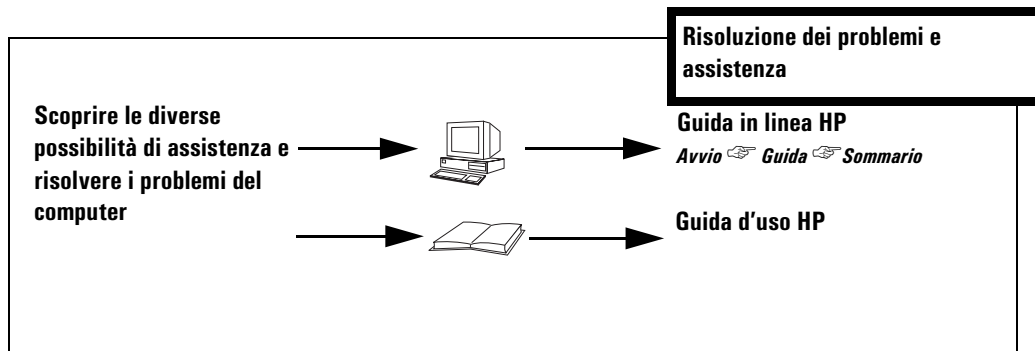 Risoluzione dei problemi e
assistenza
Scoprire le diverse
possibilità di assistenza e
risolvere i problemi del
computer
Guida in linea HP
Avvio ☞ Guida ☞ Sommario
Guida d'uso HP